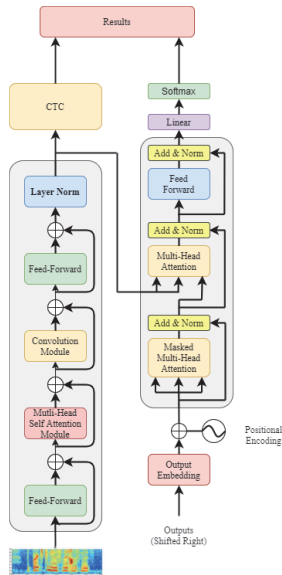 Results
CTC
Softmax
Linear
Add & Norm
Feed
Forward
Add & Norm
Multi-Head
Attention
Add & Norm
Masked
Multi-Head
Attention
Layer Norm
Feed-Forward
Convolution
Module
Mutli-Head
Self Attention
Module
Feed-Forward
Positional
Encoding
Output
Embedding
Outputs
(Shifted Right)